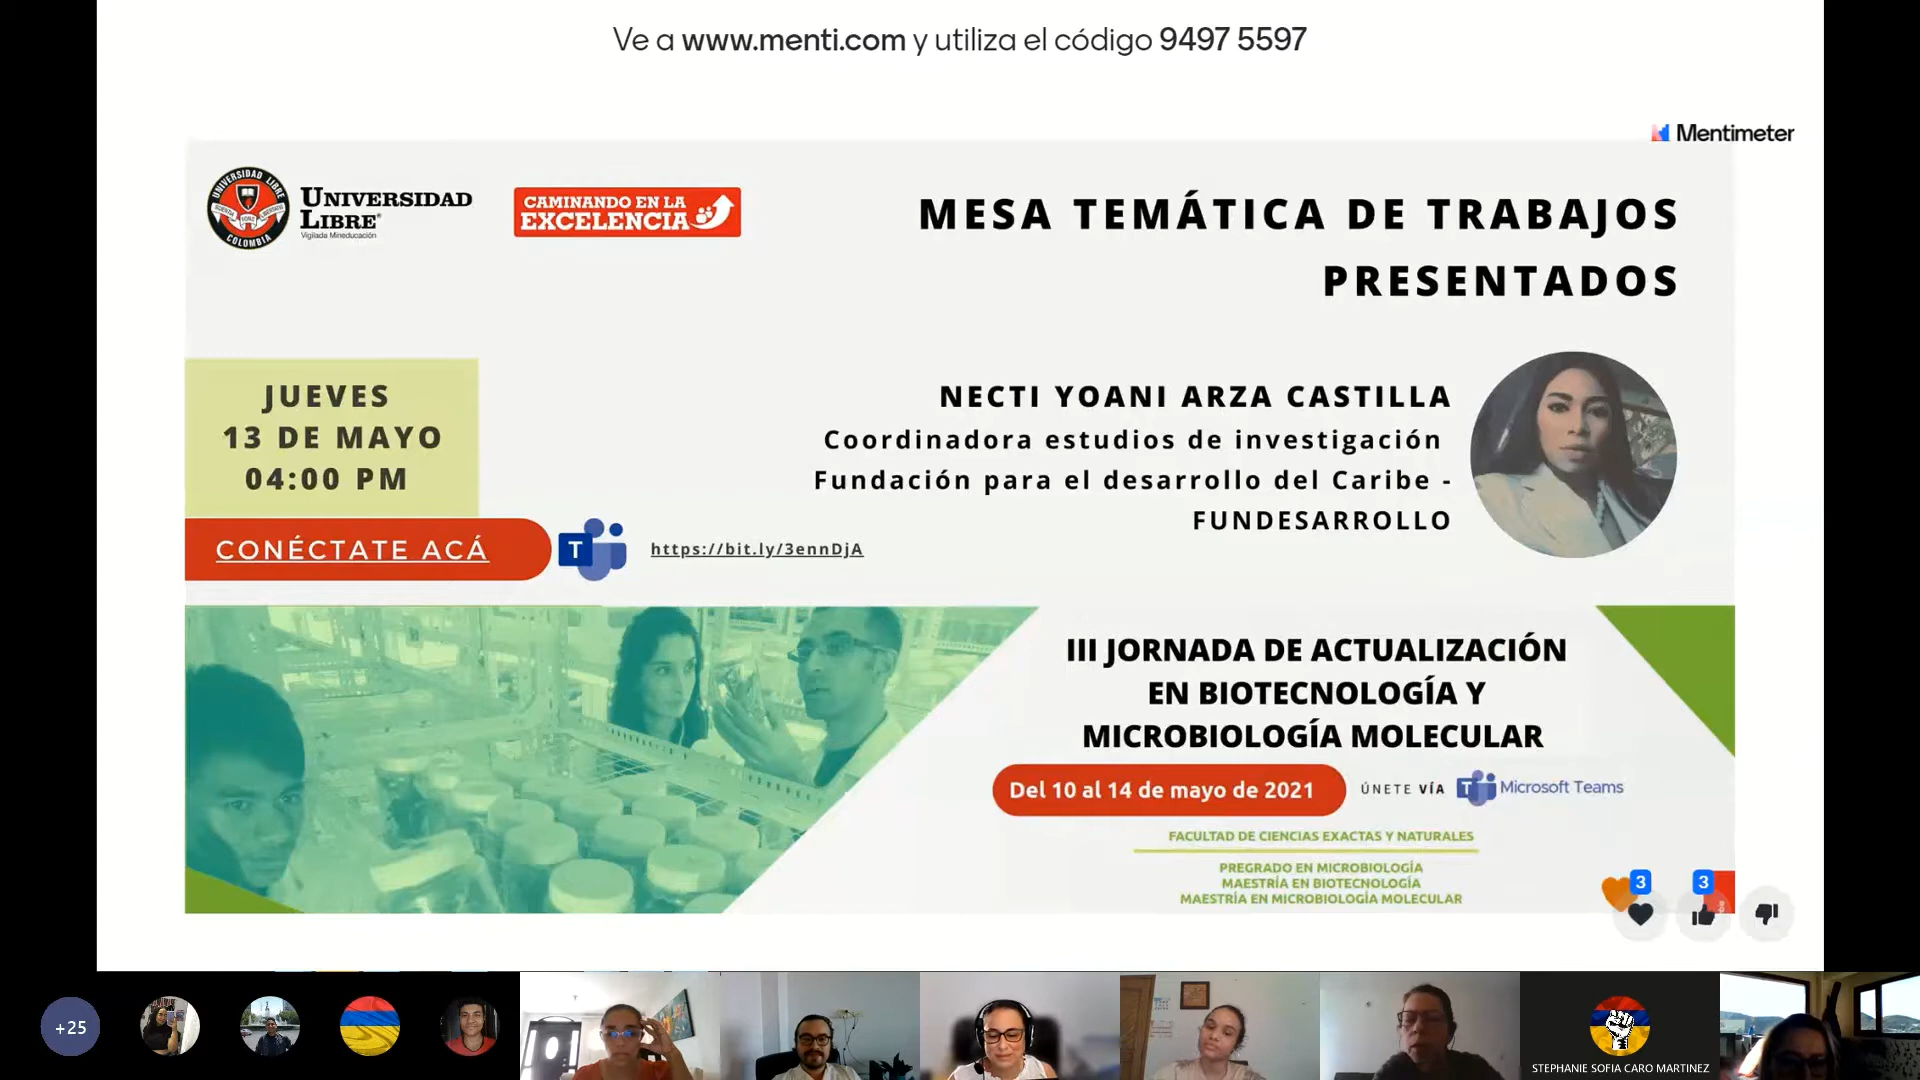 Ve a www.menti.com y utiliza el código 9497 5597
Mentimeter
UNIVERSIDAD LIBRE
COLOMBIA
UNIVERSIDAD
LIBRE®
Vigilada Mineducación
CAMINANDO EN LA
EXCELENCIA
MESA TEMÁTICA DE TRABAJOS
PRESENTADOS
JUEVES
13 DE MAYO
04:00 PM
NECTI YOANI ARZA CASTILLA
Coordinadora estudios de investigación
Fundación para el desarrollo del Caribe -
FUNDESARROLLO
CONÉCTATE ACÁ
T
https://bit.ly/3ennDjA
III JORNADA DE ACTUALIZACIÓN
EN BIOTECNOLOGÍA Y
MICROBIOLOGÍA MOLECULAR
Del 10 al 14 de mayo de 2021
ÚNETE VÍA
T
Microsoft Teams
FACULTAD DE CIENCIAS EXACTAS Y NATURALES
PREGRADO EN MICROBIOLOGÍA
MAESTRÍA EN BIOTECNOLOGÍA
MAESTRÍA EN MICROBIOLOGÍA MOLECULAR
3
3
+25
STEPHANIE SOFIA CARO MARTINEZ